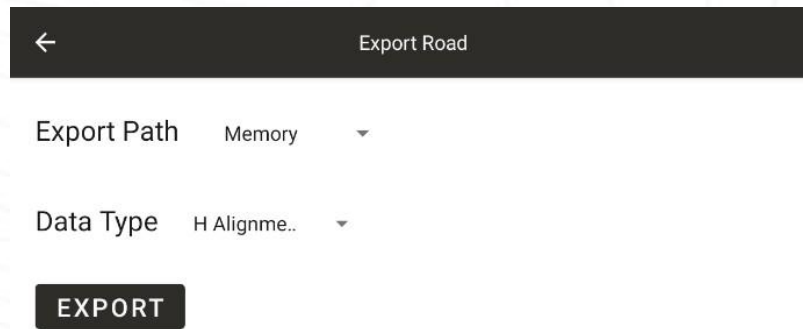 Export Road
Export Path Memory
Data Type H Alignme..
EXPORT